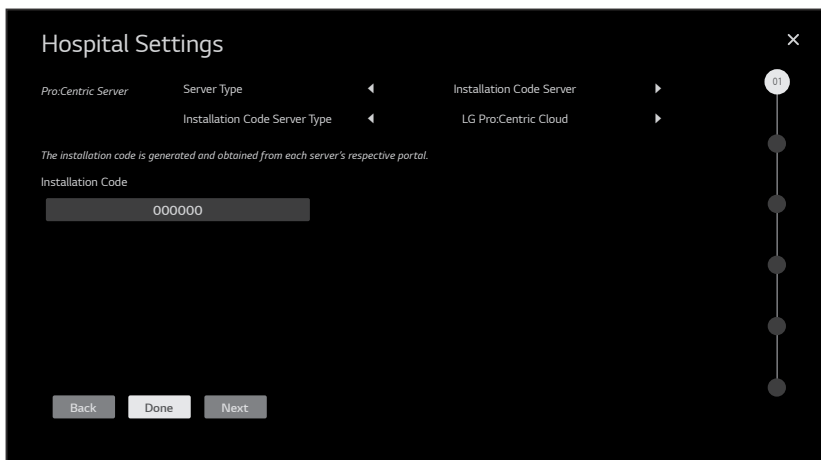 Hospital Settings
×
Pro:Centric Server Server Type Installation Code Server
01
Installation Code Server Type LG Pro:Centric Cloud
The installation code is generated and obtained from each server's respective portal.
Installation Code
000000
Back Done Next